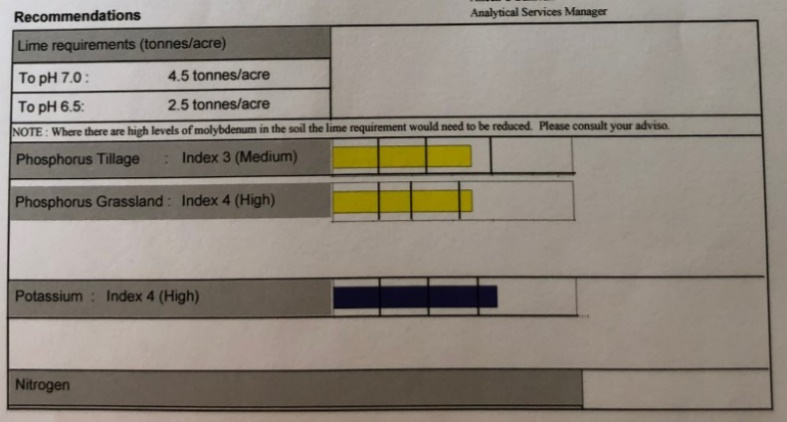 Analytical Services Manager
Recommendations
Lime requirements (tonnes/acre)
To pH 7.0 : 4.5 tonnes/acre
To pH 6.5: 2.5 tonnes/acre
NOTE : Where there are high levels of molybdenum in the soil the lime requirement would need to be reduced. Please consult your adviso.
Phosphorus Tillage : Index 3 (Medium)
Phosphorus Grassland : Index 4 (High)
Potassium : Index 4 (High)
Nitrogen